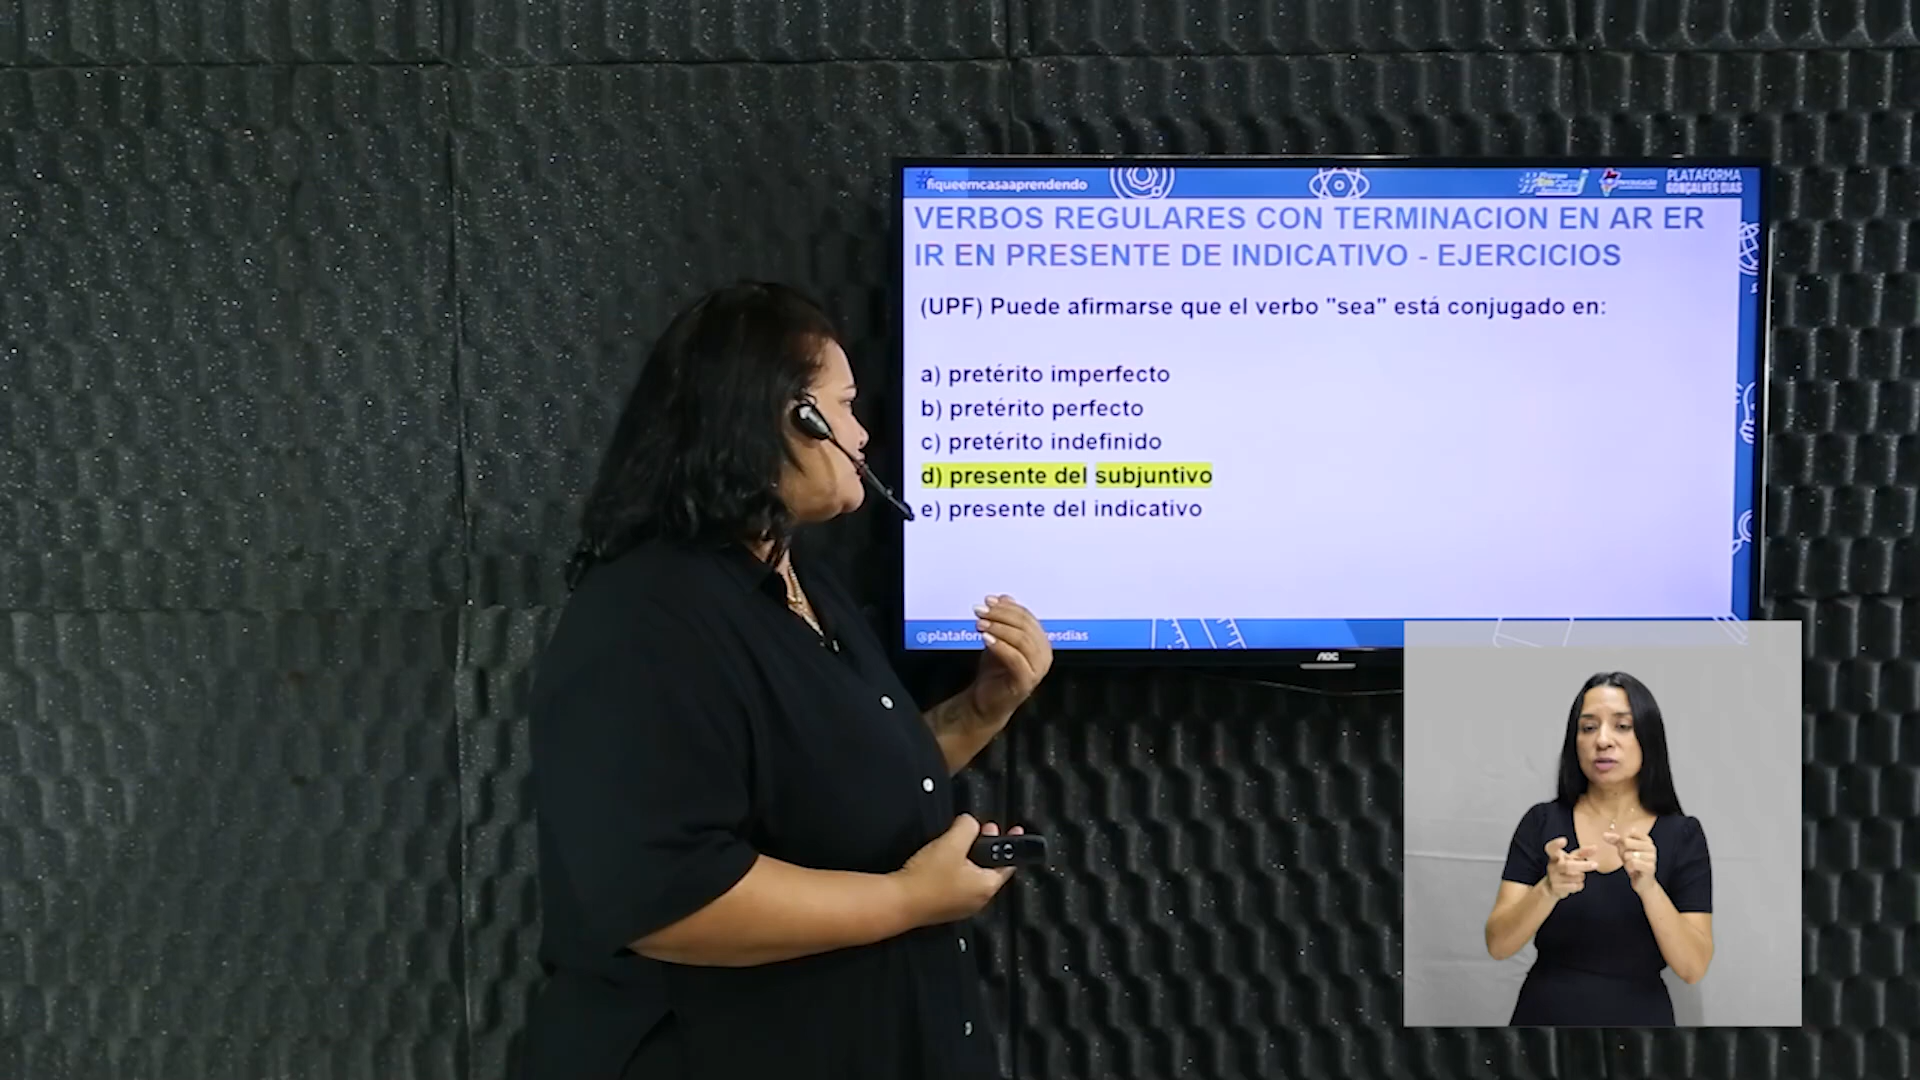 #fiqueemcasaaprendendo
PLATAFORMA
GONÇALVES DIAS
VERBOS REGULARES CON TERMINACION EN AR ER
IR EN PRESENTE DE INDICATIVO - EJERCICIOS
(UPF) Puede afirmarse que el verbo "sea" está conjugado en:
a) pretérito imperfecto
b) pretérito perfecto
c) pretérito indefinido
d) presente del subjuntivo
e) presente del indicativo
AOC